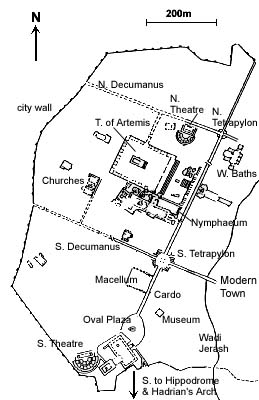 200m
N
N. Decumanus
N.
Theatre
N.
Tetrapylon
city wall
T. of Artemis
W. Baths
Churches
Nymphaeum
S. Decumanus
S. Tetrapylon
Macellum
Modern
Town
Cardo
Oval Plaza
Museum
Wadi
Jerash
S. Theatre
S. to Hippodrome
& Hadrian's Arch